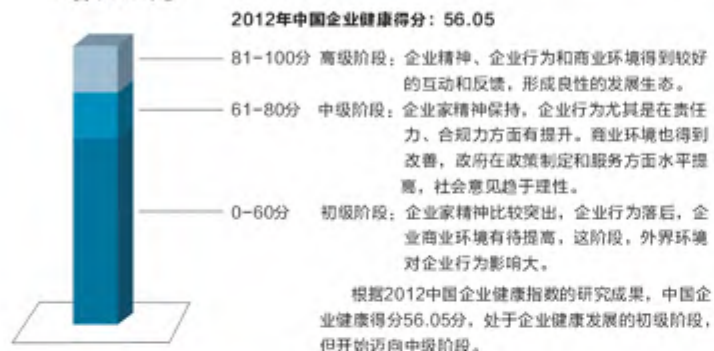 2012年中国企业健康得分：56.05
81-100分 高级阶段：企业精神、企业行为和商业环境得到较好
的互动和反馈，形成良性的发展生态。
61-80分 中级阶段：企业家精神保持，企业行为尤其是在责任
力、合规力方面有提升。商业环境也得到
改善，政府在政策制定和服务方面水平提
高，社会意见趋于理性。
0-60分 初级阶段：企业家精神比较突出，企业行为落后，企
业商业环境有待提高，这阶段，外界环境
对企业行为影响大。
根据2012中国企业健康指数的研究成果，中国企
业健康得分56.05分，处于企业健康发展的初级阶段，
但开始迈向中级阶段。